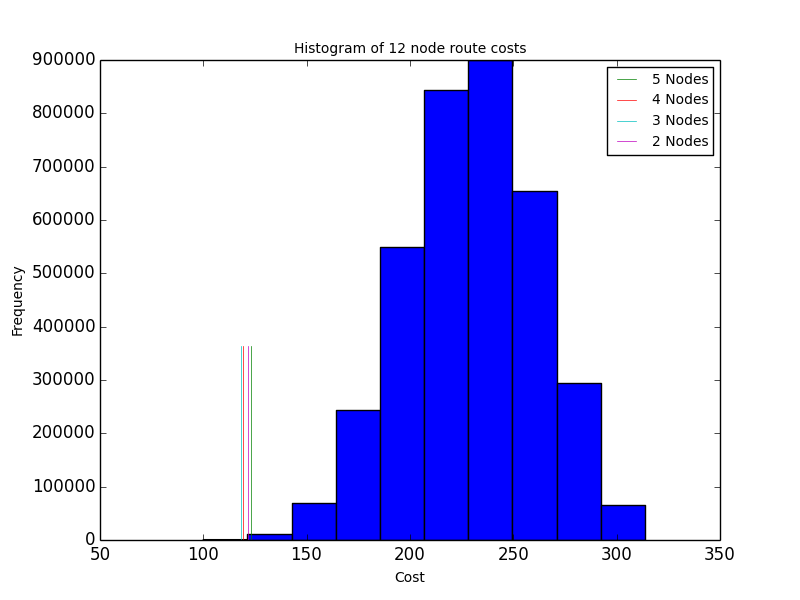 Histogram of 12 node route costs
900000
800000
700000
600000
500000
400000
300000
200000
100000
0
Frequency
5 Nodes
4 Nodes
3 Nodes
2 Nodes
50 100 150 200 250 300 350
Cost